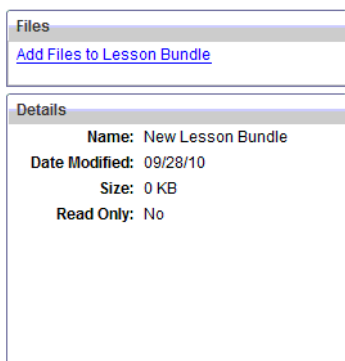 Files
Add Files to Lesson Bundle
Details
Name: New Lesson Bundle
Date Modified: 09/28/10
Size: 0 KB
Read Only: No